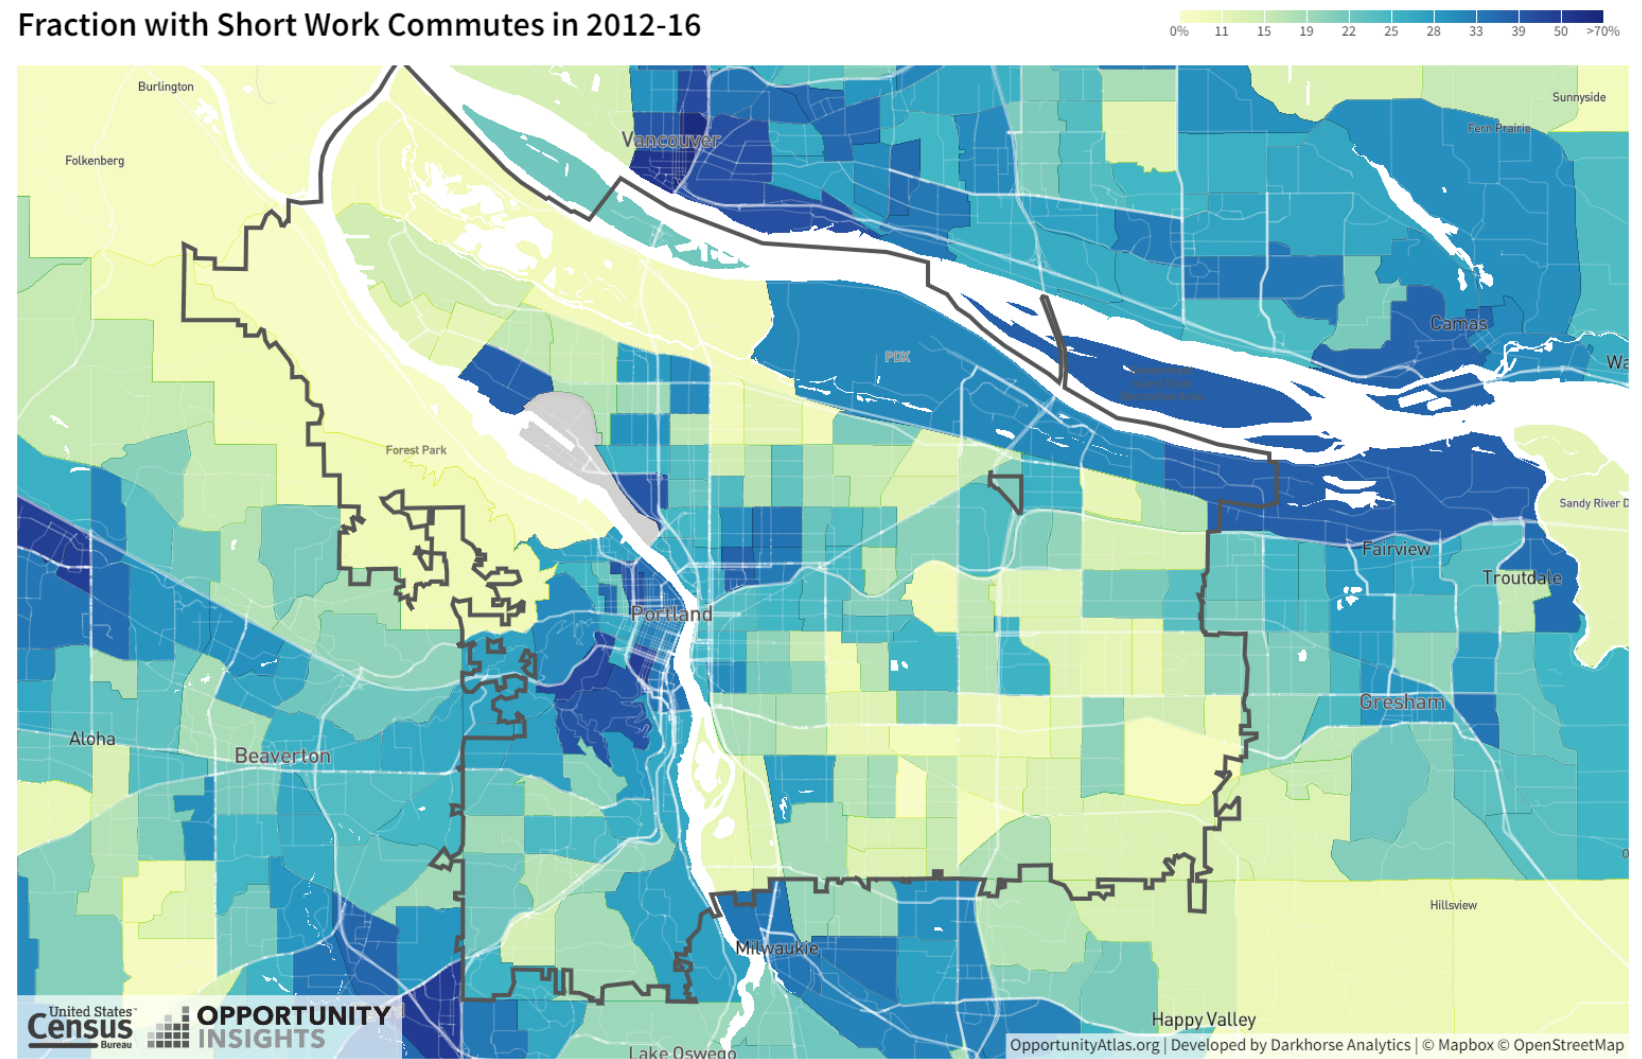 Fraction with Short Work Commutes in 2012-16
0% 11 15 19 22 25 28 33 39 50 >70%
Burlington
Sunnyside
Fern Prairie
Vancouver
Folkenberg
Camas
PDX
Wa
Forest Park
Sandy River D
Fairview
Troutdale
Portland
Gresham
Aloha
Beaverton
Hillsview
Milwaukie
United States™
Census
Bureau
OPPORTUNITY
INSIGHTS
Happy Valley
Lake Oswego
OpportunityAtlas.org | Developed by Darkhorse Analytics | © Mapbox © OpenStreetMap